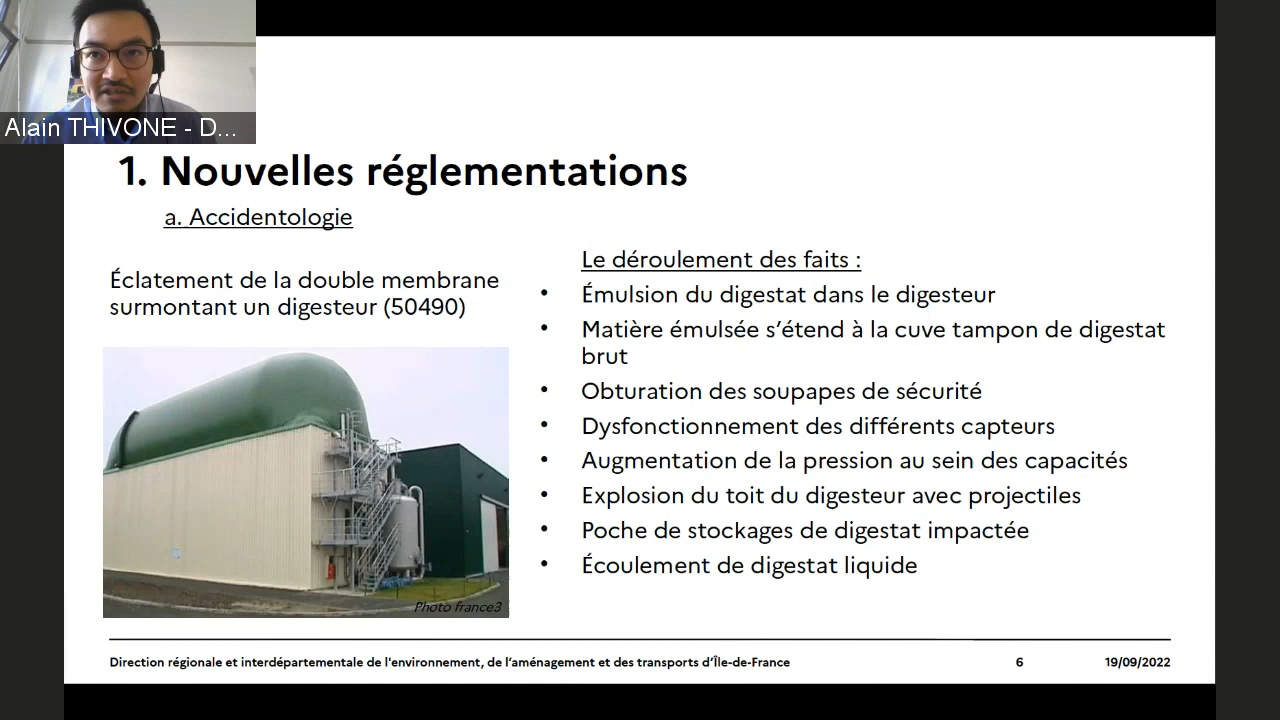 Alain THIVONE - D...
1. Nouvelles réglementations
a. Accidentologie
Éclatement de la double membrane
surmontant un digesteur (50490)
Photo france3
Le déroulement des faits :
• Émulsion du digestat dans le digesteur
• Matière émulsée s’étend à la cuve tampon de digestat
brut
• Obturation des soupapes de sécurité
• Dysfonctionnement des différents capteurs
• Augmentation de la pression au sein des capacités
• Explosion du toit du digesteur avec projectiles
• Poche de stockages de digestat impactée
• Écoulement de digestat liquide
Direction régionale et interdépartementale de l'environnement, de l’aménagement et des transports d’Île-de-France
6
19/09/2022